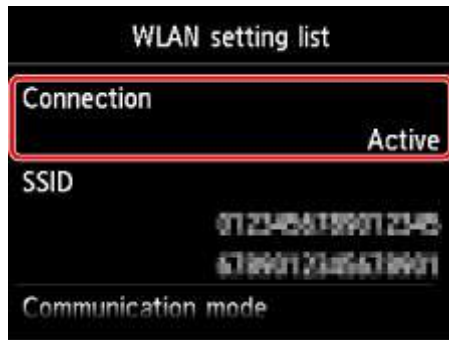 WLAN setting list
Connection
Active
SSID
Communication mode